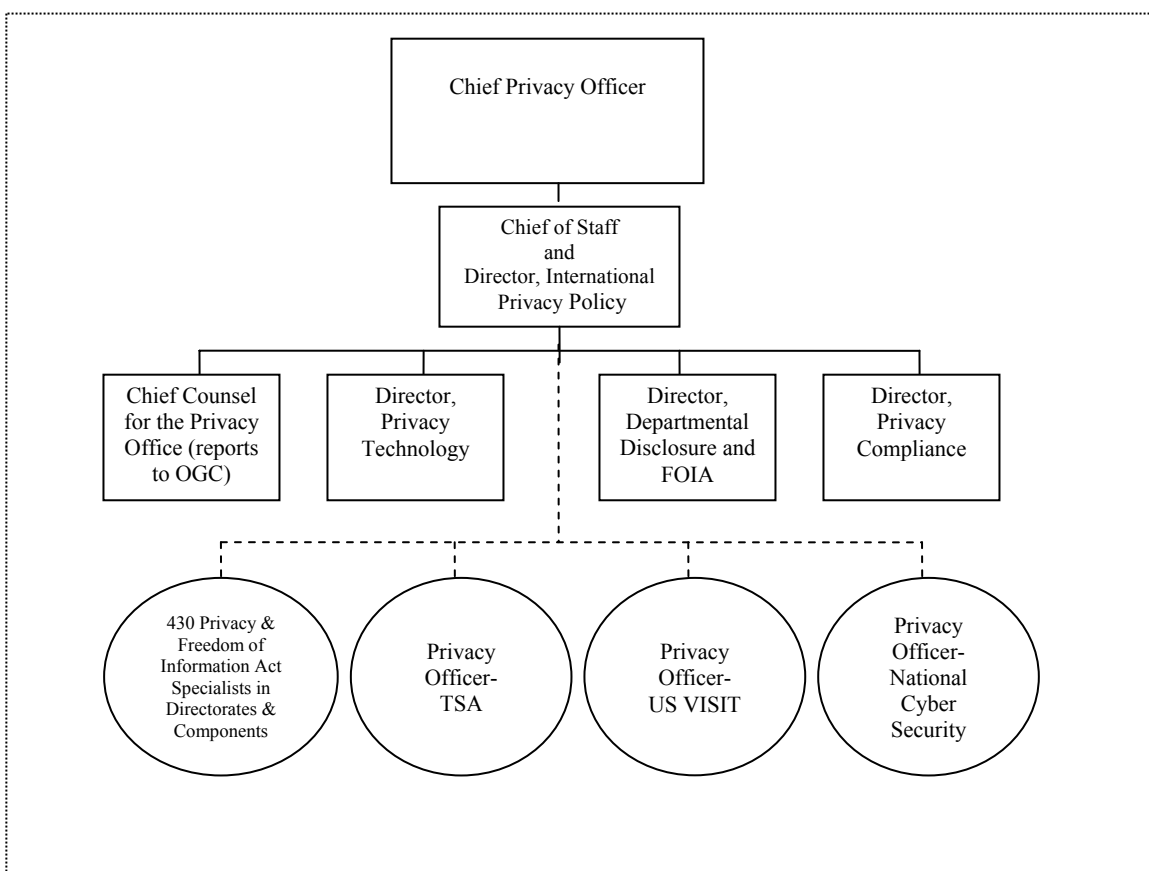 Chief Privacy Officer
Chief of Staff
and
Director, International
Privacy Policy
Chief Counsel
for the Privacy
Office (reports
to OGC)
Director,
Privacy
Technology
Director,
Departmental
Disclosure and
FOIA
Director,
Privacy
Compliance
430 Privacy &
Freedom of
Information Act
Specialists in
Directorates &
Components
Privacy
Officer-
TSA
Privacy
Officer-
US VISIT
Privacy
Officer-
National
Cyber
Security